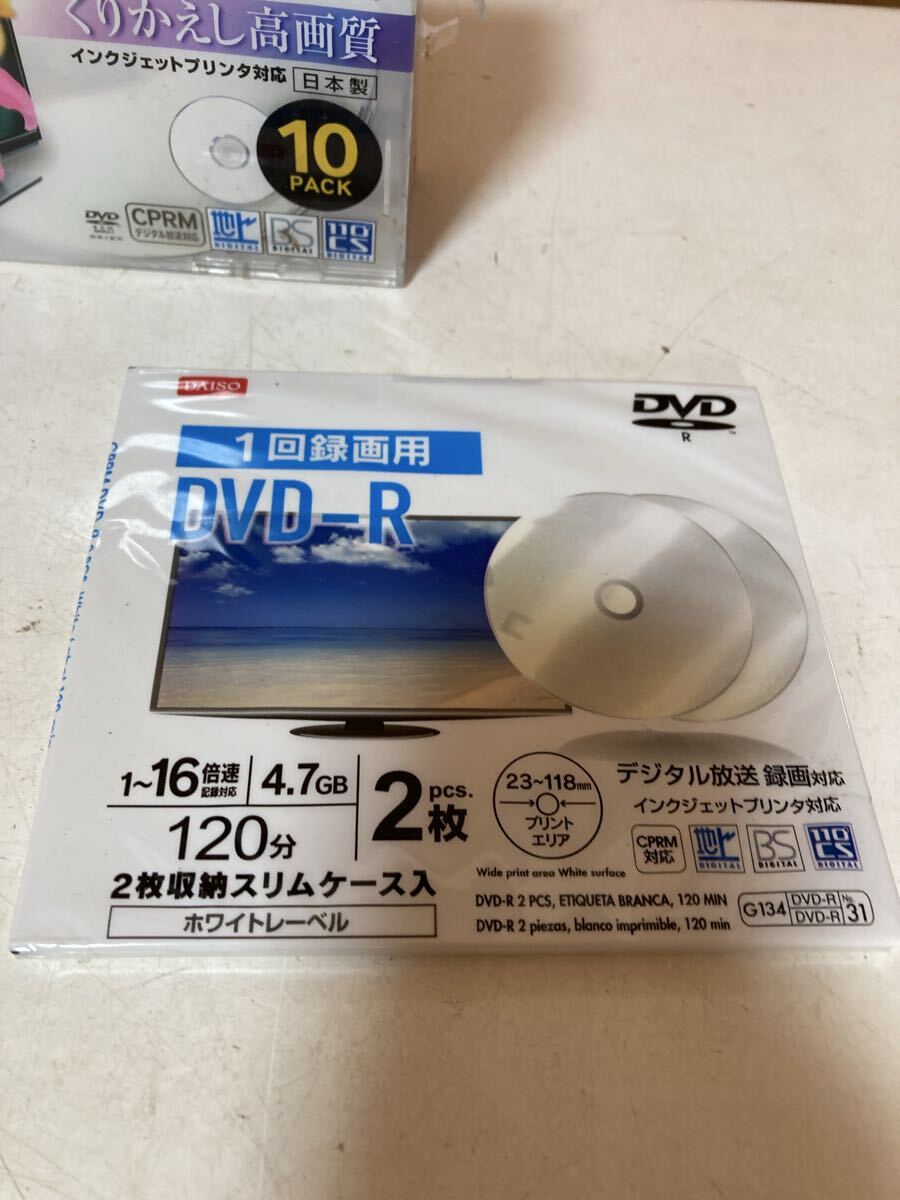 くりかえし高画質
インクジェットプリンタ対応 日本製
10
PACK
DVD
CPRM
デジタル放送対応
地上
DIGITAL
BS
DIGITAL
110°
CS
DIGITAL
DAISO
DVD
R
1回録画用
DVD-R
1~16倍速
記録対応
4.7GB
120分
2 pcs.
枚
23~118mm
プリント
エリア
デジタル放送 録画対応
インクジェットプリンタ対応
CPRM
対応
地上
DIGITAL
BS
DIGITAL
110°
CS
DIGITAL
2枚収納スリムケース入
ホワイトレーベル
Wide print area White surface
DVD-R 2 PCS, ETIQUETA BRANCA, 120 MIN
DVD-R 2 piezas, blanco imprimible, 120 min
G134 DVD-R DVD-R No 31